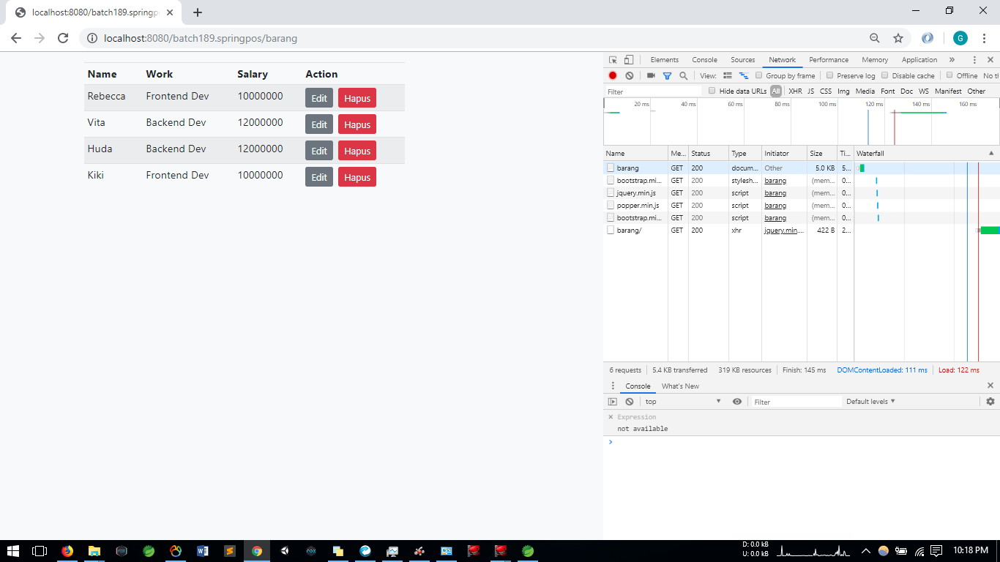 localhost:8080/batch189.springp
localhost:8080/batch189.springpos/barang
G
Name Work Salary Action
Rebecca Frontend Dev 10000000 Edit Hapus
Vita Backend Dev 12000000 Edit Hapus
Huda Backend Dev 12000000 Edit Hapus
Kiki Frontend Dev 10000000 Edit Hapus
Elements Console Sources Network Performance Memory Application »
View: Group by frame Preserve log Disable cache Offline No tl
Filter Hide data URLs All XHR JS CSS Img Media Font Doc WS Manifest Other
20 ms 40 ms 60 ms 80 ms 100 ms 120 ms 140 ms 160 ms
Name Me... Status Type Initiator Size Ti... Waterfall
barang GET 200 docum... Other 5.0 KB 5...
bootstrap.mi... GET 200 stylesh... barang (mem... 0...
jquery.min.js GET 200 script barang (mem... 0...
popper.min.js GET 200 script barang (mem... 0...
bootstrap.mi... GET 200 script barang (mem... 0...
barang/ GET 200 xhr jquery.min.... 422 B 2...
6 requests 5.4 KB transferred 319 KB resources Finish: 145 ms DOMContentLoaded: 111 ms Load: 122 ms
Console What's New
top Filter Default levels
Expression
not available
D: 0.0 kB
U: 0.0 kB
10:18 PM